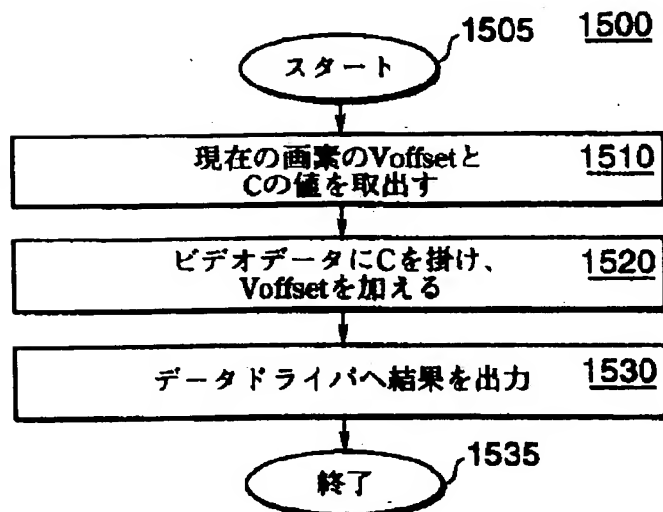 1500
1505
スタート
現在の画素のVoffsetと
Cの値を取出す
1510
ビデオデータにCを掛け、
Voffsetを加える
1520
データドライバへ結果を出力
1530
1535
終了